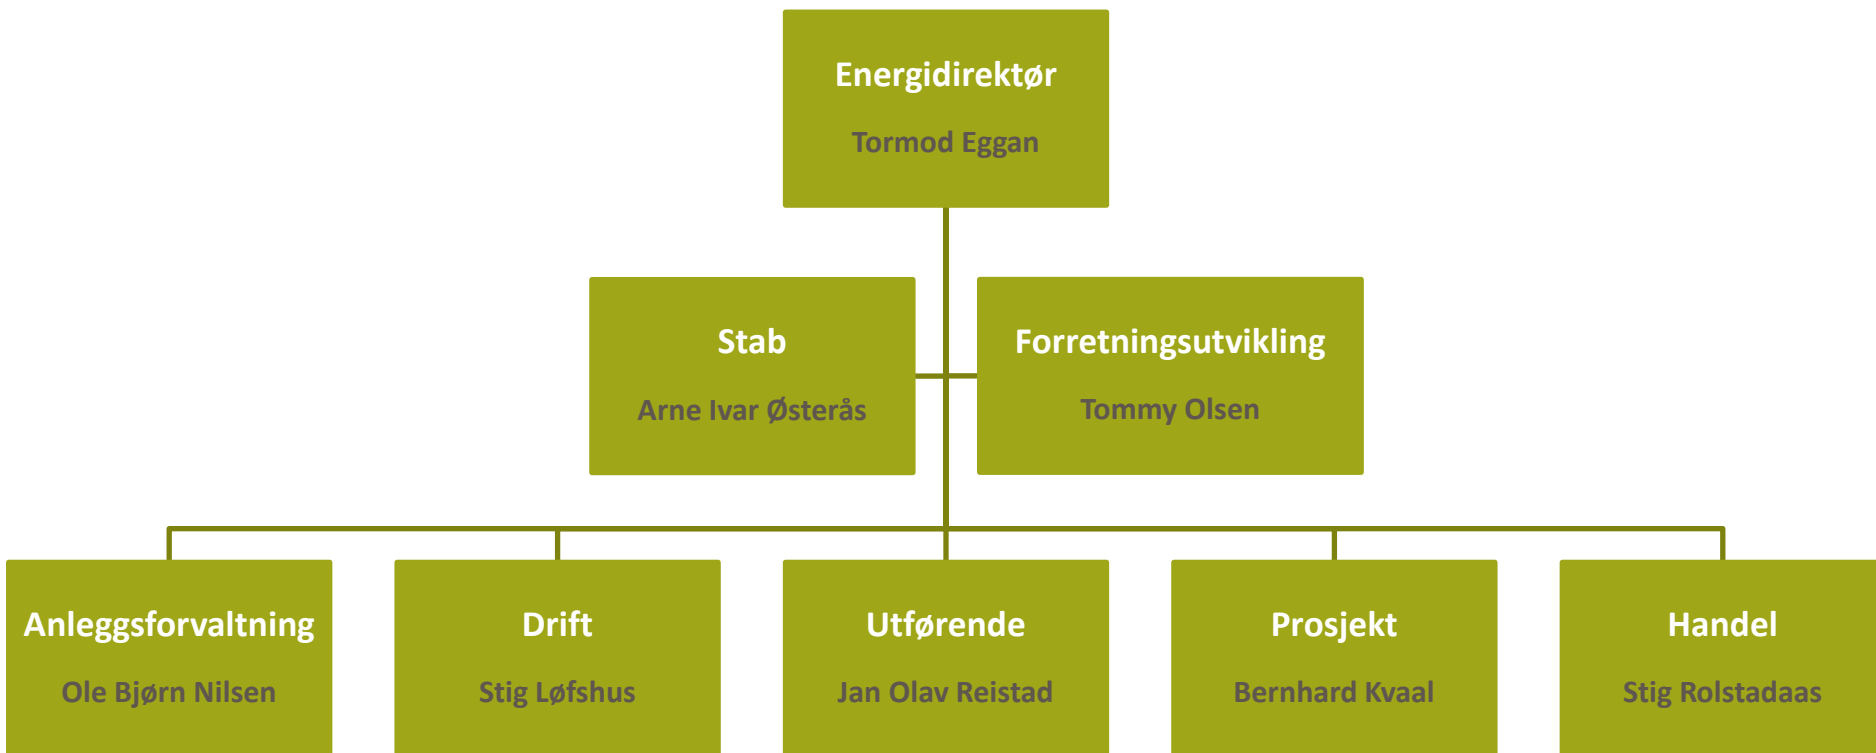 Energidirektør
Tormod Eggan
Stab
Arne Ivar Østerås
Forretningsutvikling
Tommy Olsen
Anleggsforvaltning
Ole Bjørn Nilsen
Drift
Stig Løfshus
Utførende
Jan Olav Reistad
Prosjekt
Bernhard Kvaal
Handel
Stig Rolstadaas